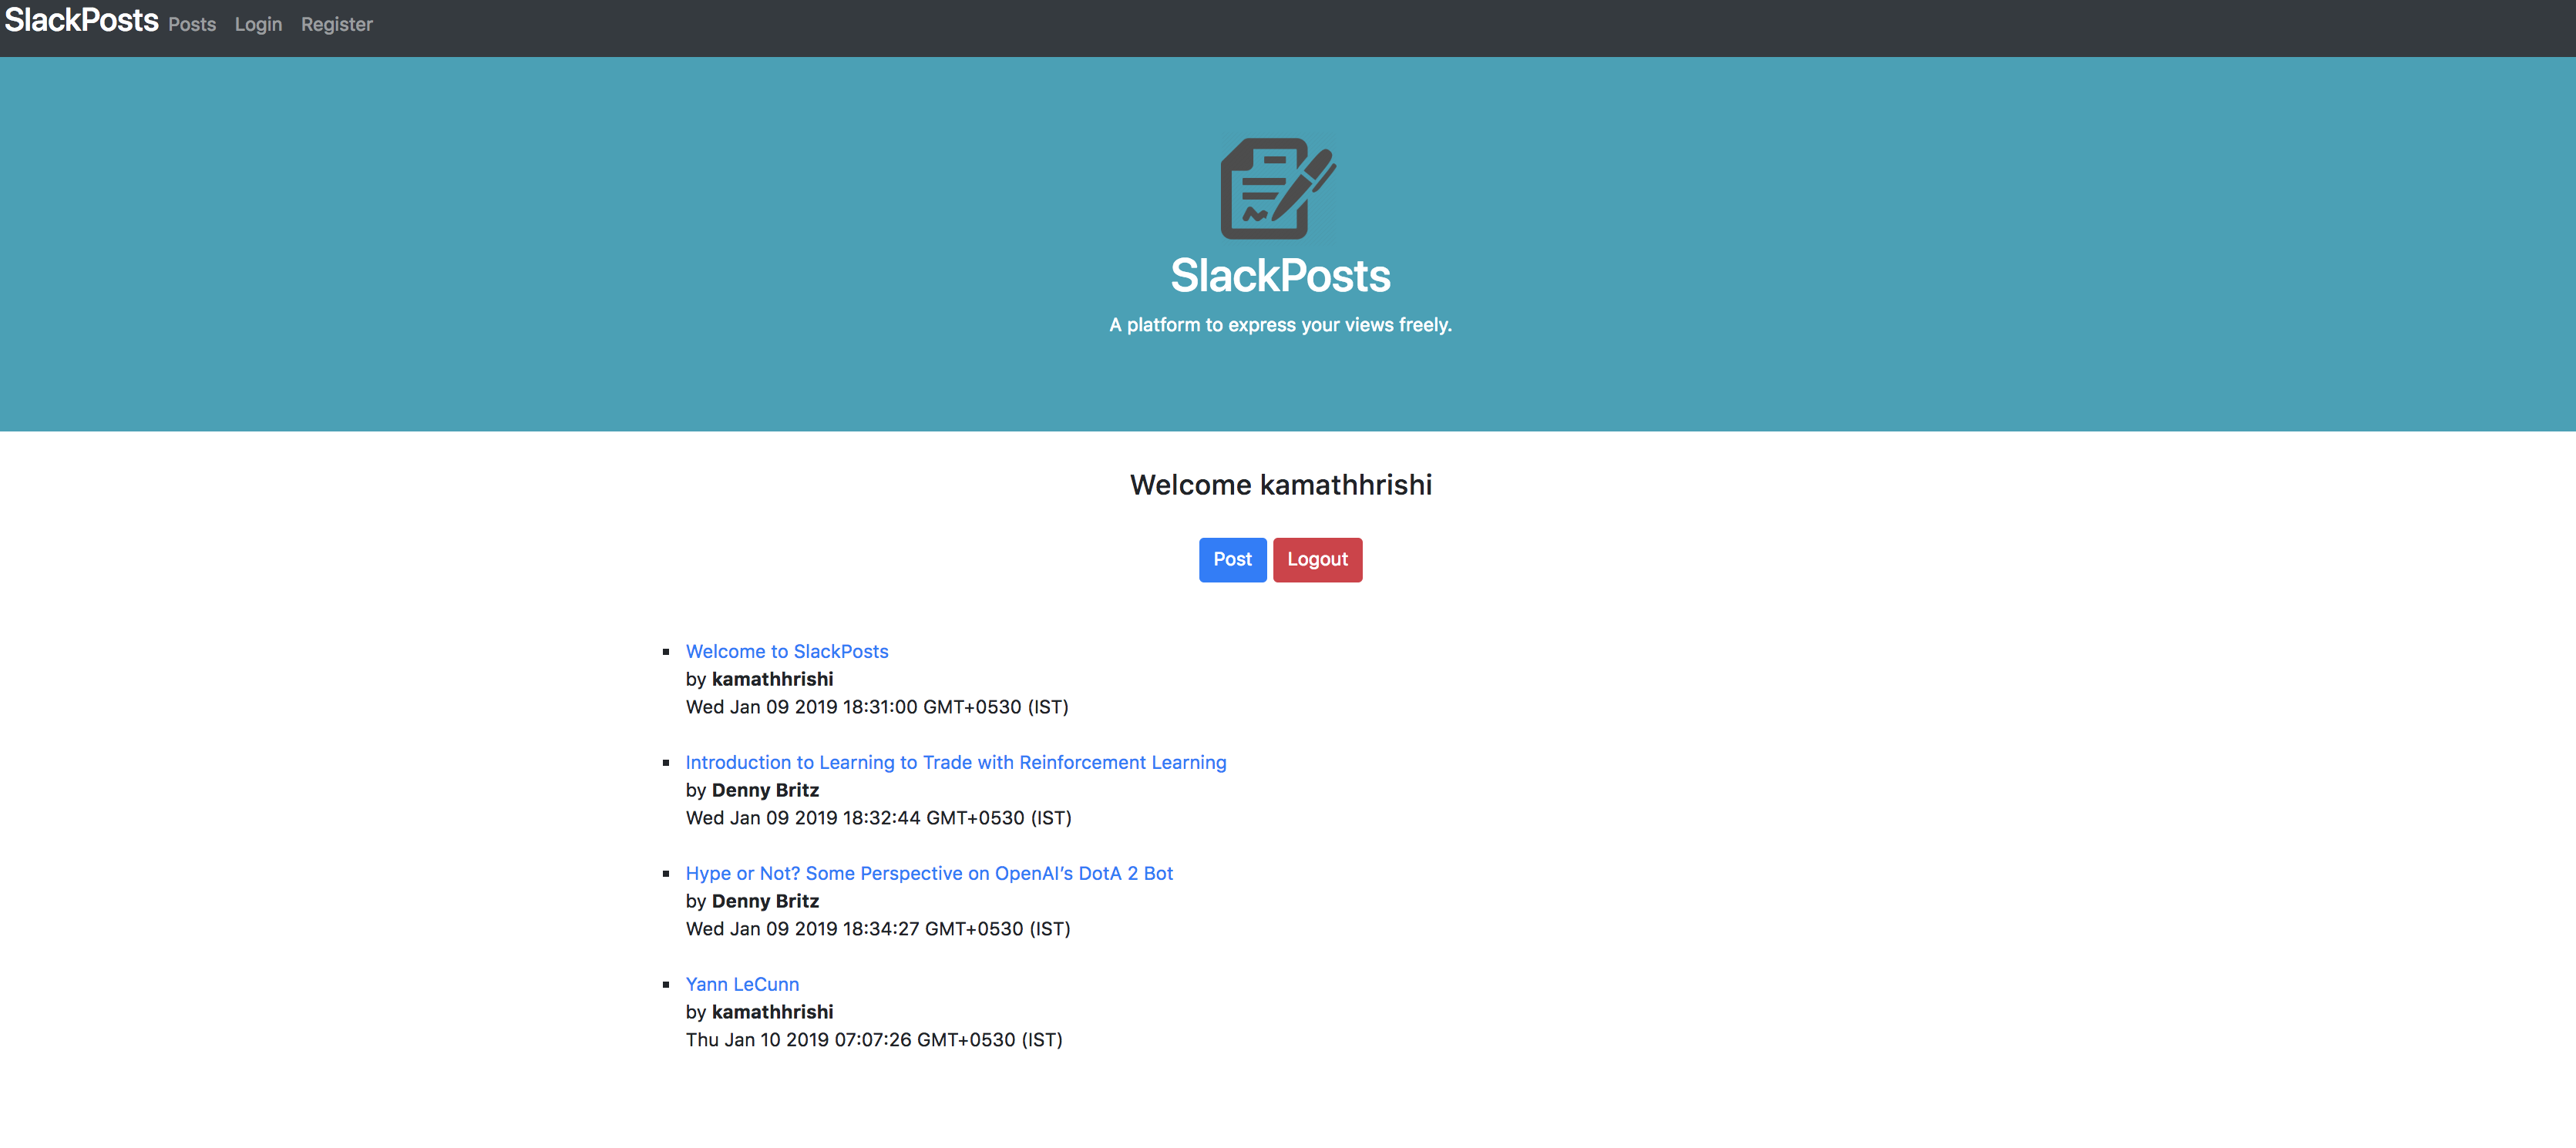 SlackPosts Posts Login Register
SlackPosts
A platform to express your views freely.
Welcome kamathhrishi
Post Logout
Welcome to SlackPosts
by kamathhrishi
Wed Jan 09 2019 18:31:00 GMT+0530 (IST)
Introduction to Learning to Trade with Reinforcement Learning
by Denny Britz
Wed Jan 09 2019 18:32:44 GMT+0530 (IST)
Hype or Not? Some Perspective on OpenAI’s DotA 2 Bot
by Denny Britz
Wed Jan 09 2019 18:34:27 GMT+0530 (IST)
Yann LeCunn
by kamathhrishi
Thu Jan 10 2019 07:07:26 GMT+0530 (IST)